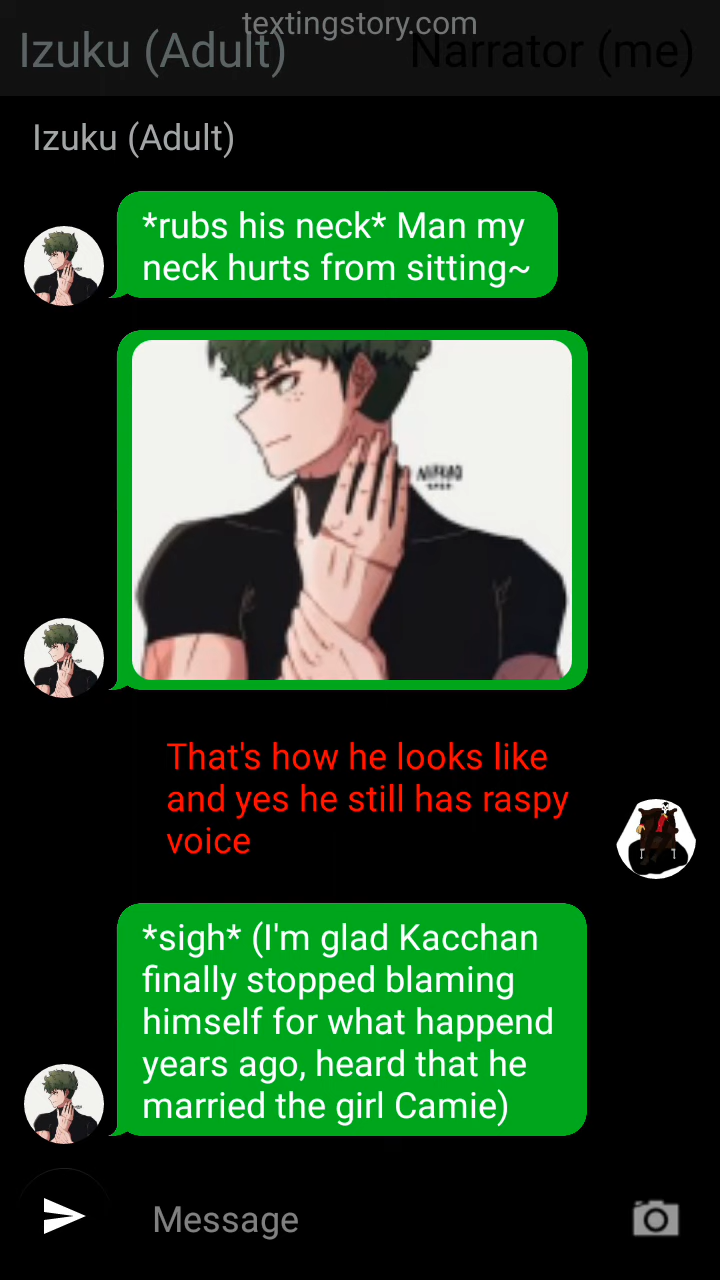 textingstory.com
Izuku (Adult)
Narrator (me)
Izuku (Adult)
*rubs his neck* Man my
neck hurts from sitting~
That's how he looks like
and yes he still has raspy
voice
*sigh* (I'm glad Kacchan
finally stopped blaming
himself for what happend
years ago, heard that he
married the girl Camie)
Message